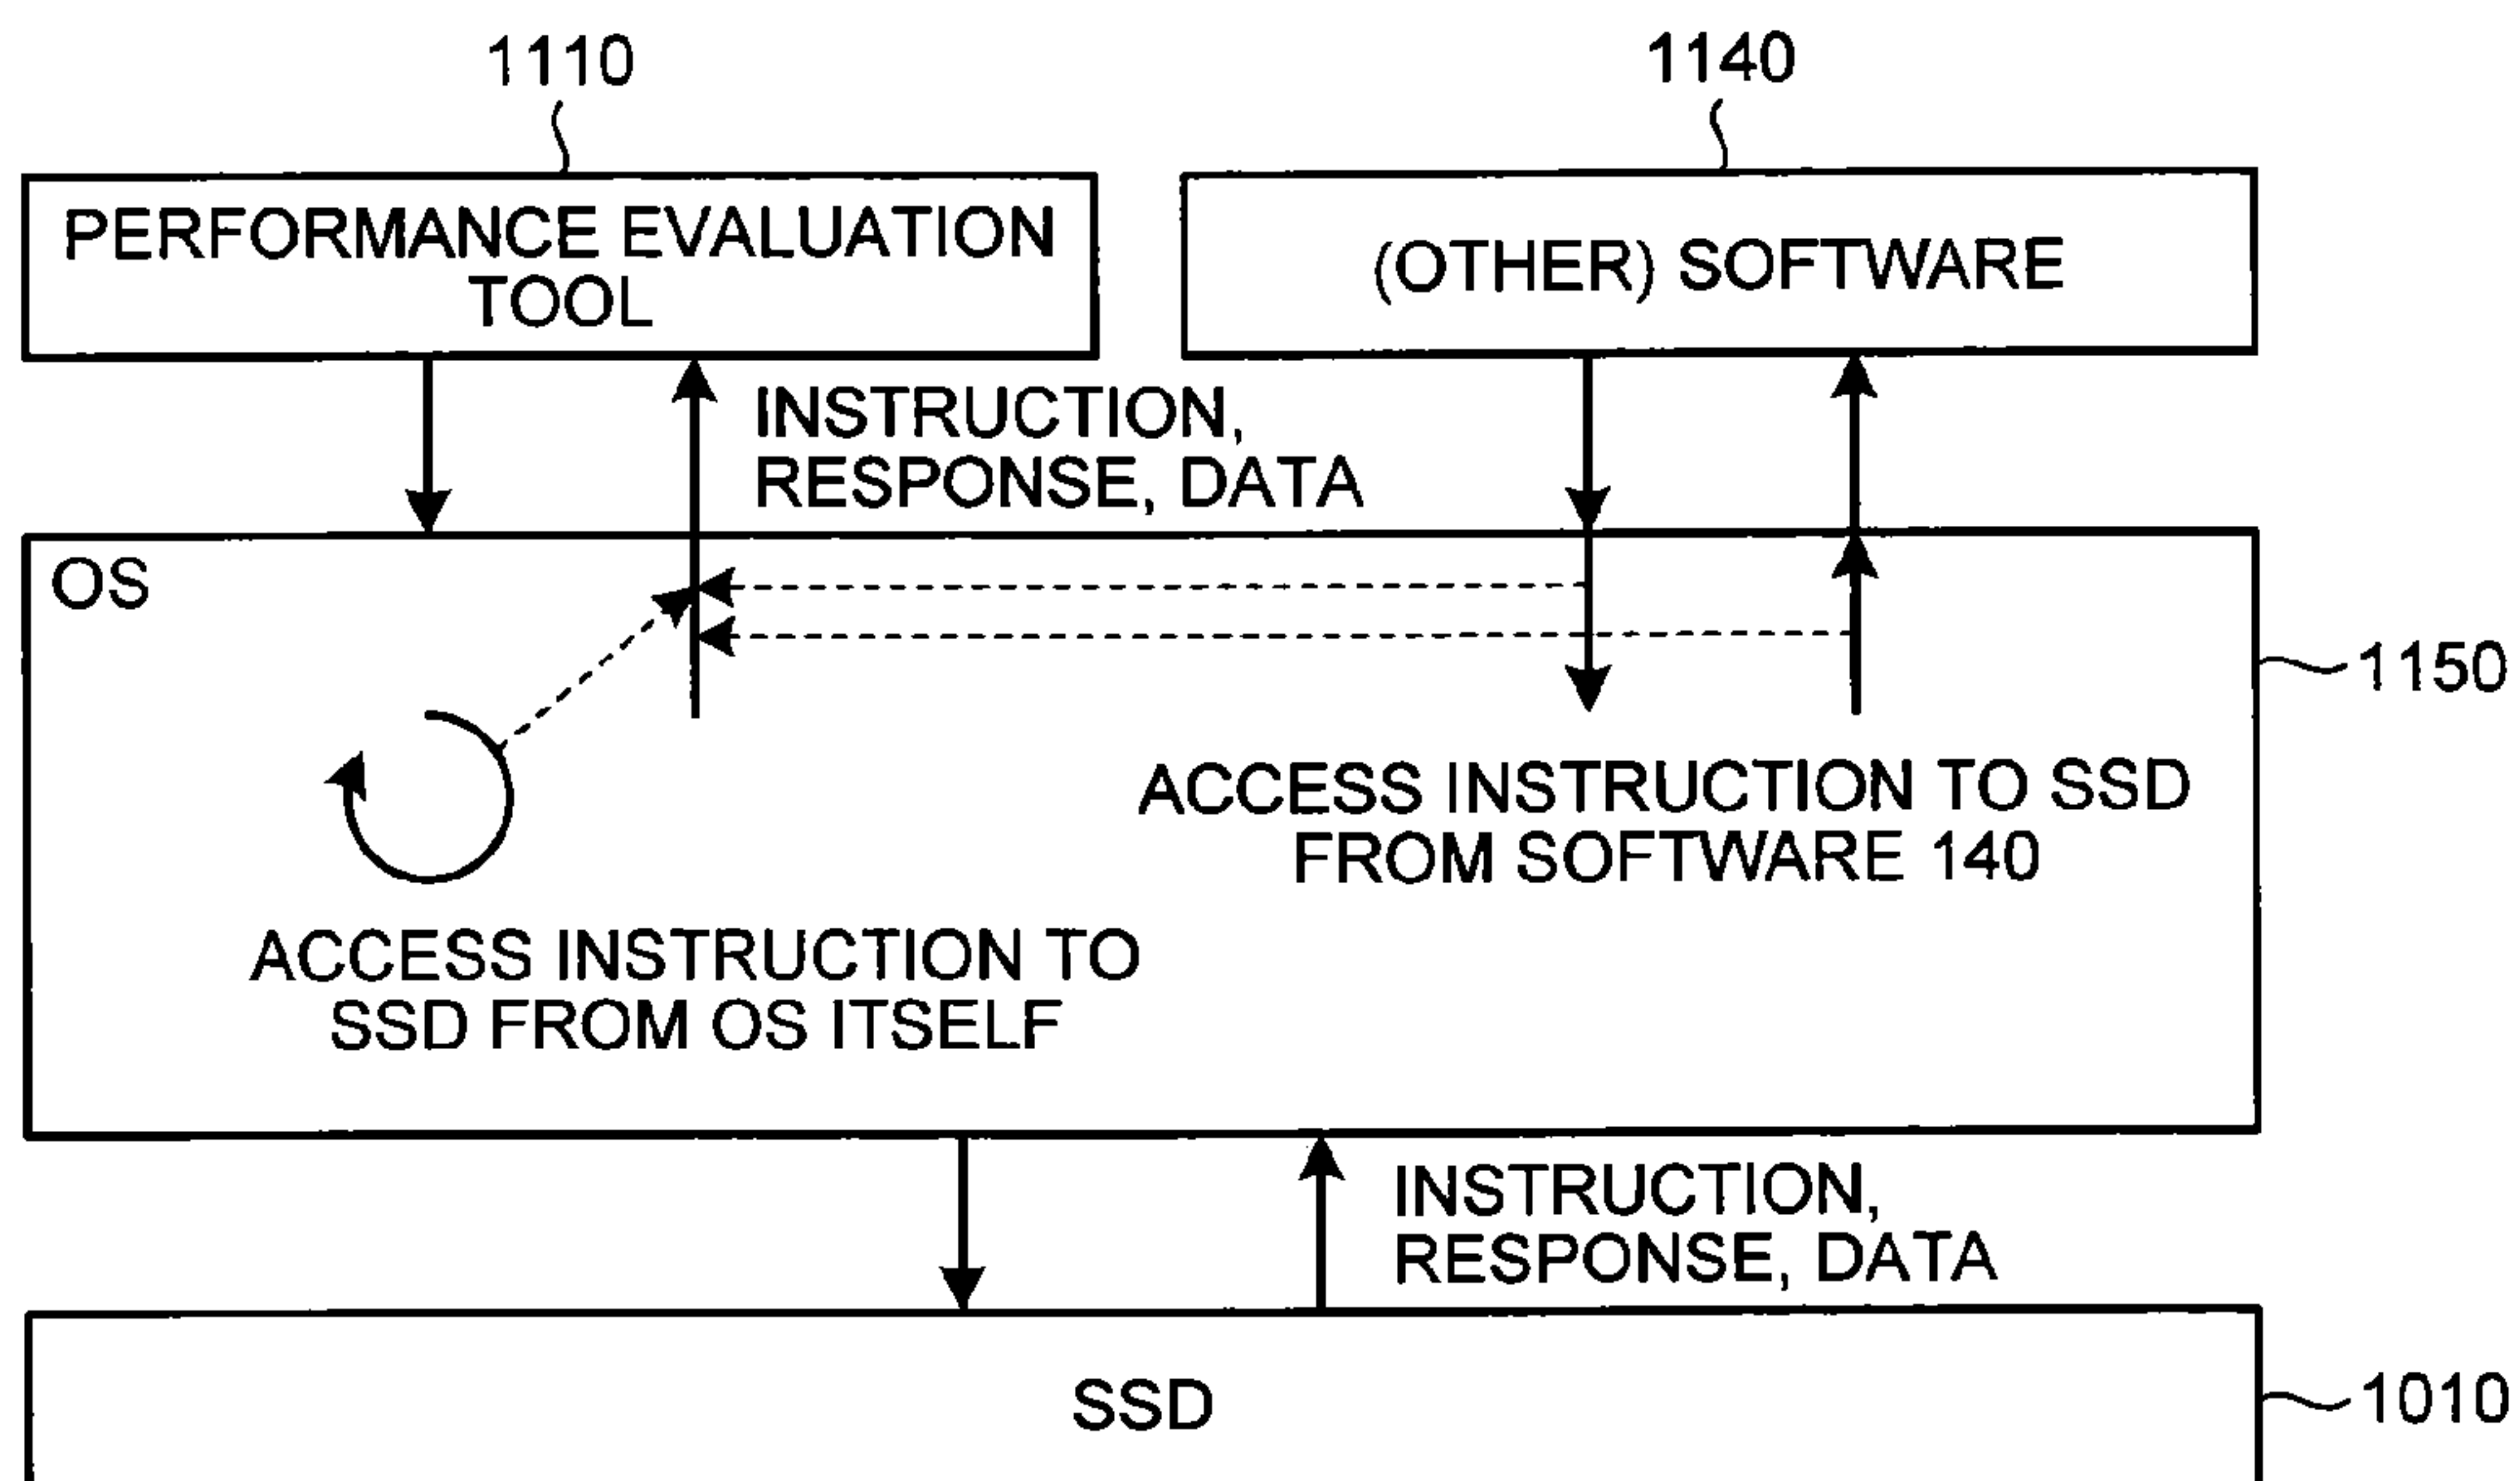 1110
1140
PERFORMANCE EVALUATION
TOOL
(OTHER) SOFTWARE
INSTRUCTION,
RESPONSE, DATA
OS
1150
ACCESS INSTRUCTION TO SSD
FROM SOFTWARE 140
ACCESS INSTRUCTION TO
SSD FROM OS ITSELF
INSTRUCTION,
RESPONSE, DATA
SSD
1010